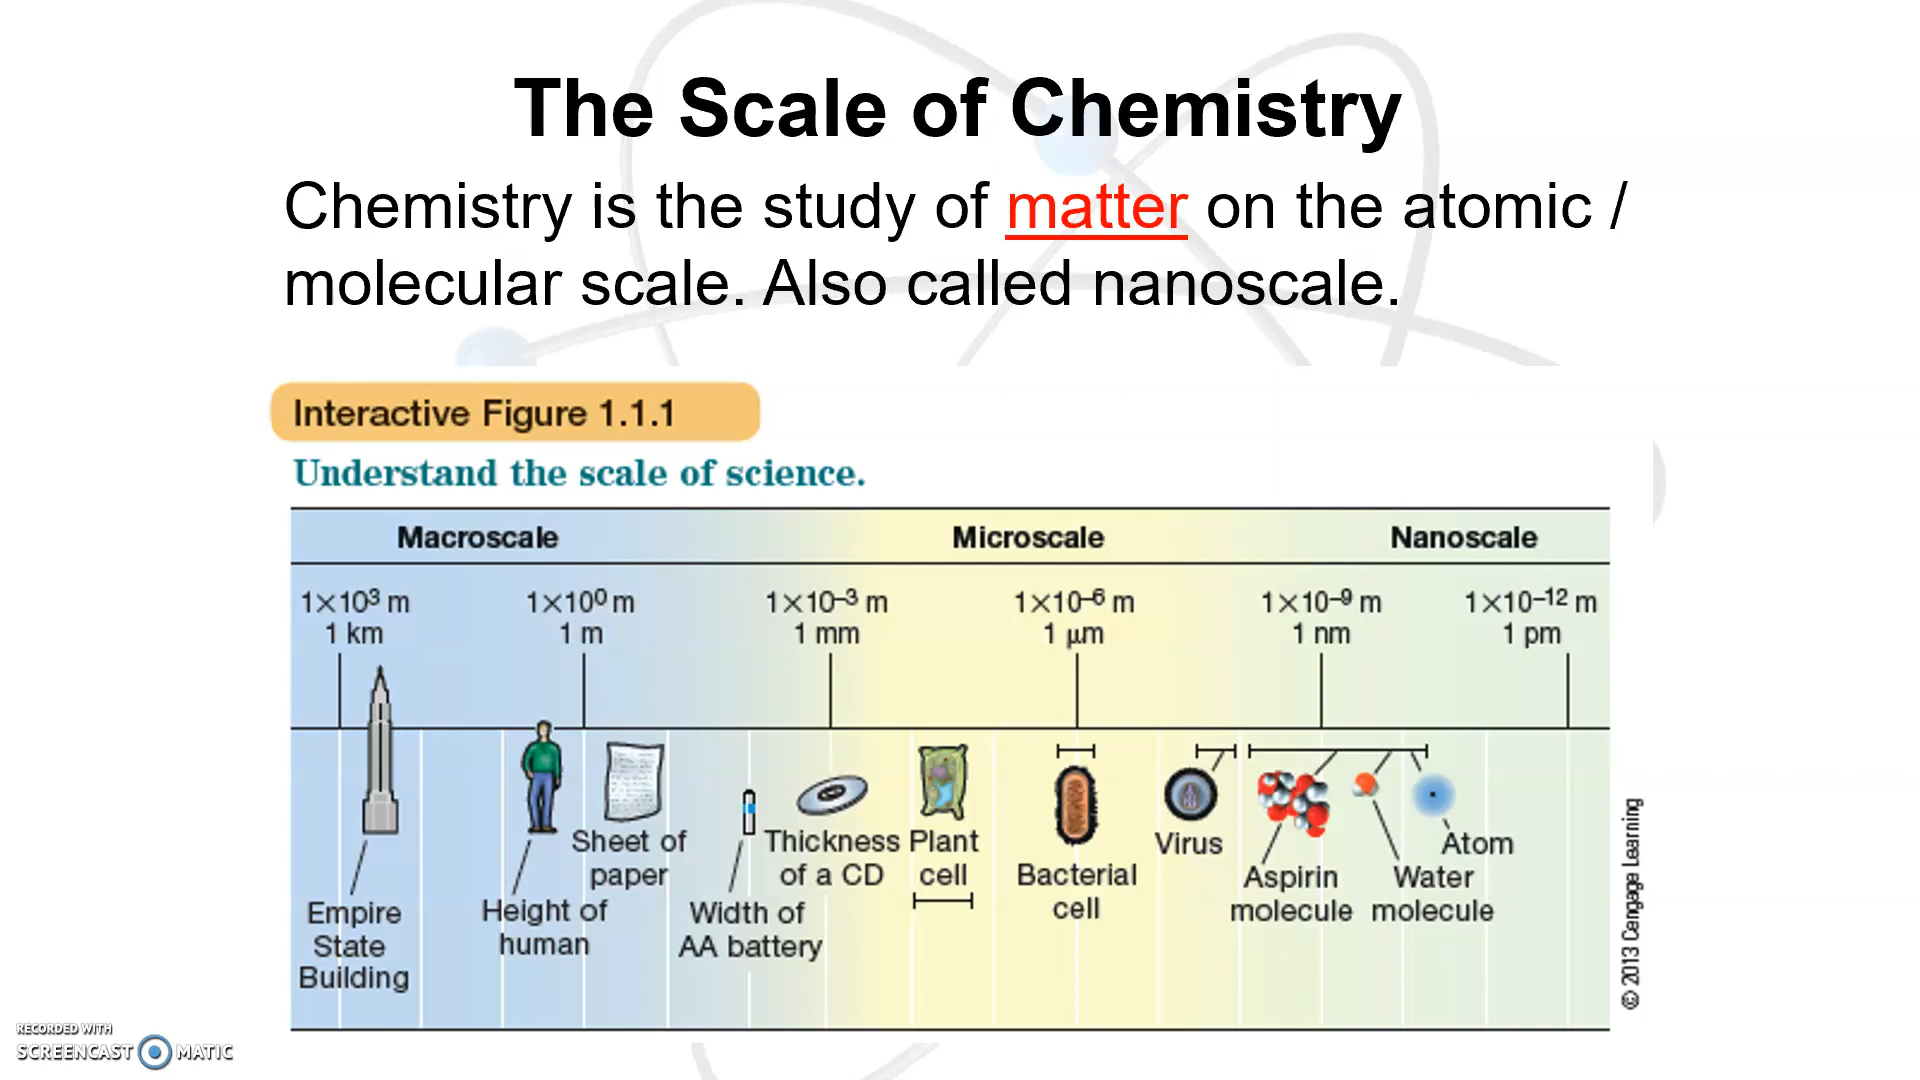 The Scale of Chemistry
Chemistry is the study of matter on the atomic /
molecular scale. Also called nanoscale.
Interactive Figure 1.1.1
Understand the scale of science.
Macroscale Microscale Nanoscale
1×10³ m 1×10⁰ m 1×10⁻³ m 1×10⁻⁶ m 1×10⁻⁹ m 1×10⁻¹² m
1 km 1 m 1 mm 1 μm 1 nm 1 pm
Empire
State
Building
Height of
human
Sheet of
paper
Width of
AA battery
Thickness
of a CD
Plant
cell
Bacterial
cell
Virus
Aspirin
molecule
Water
molecule
Atom
© 2013 Cengage Learning
RECORDED WITH
SCREENCAST MATIC